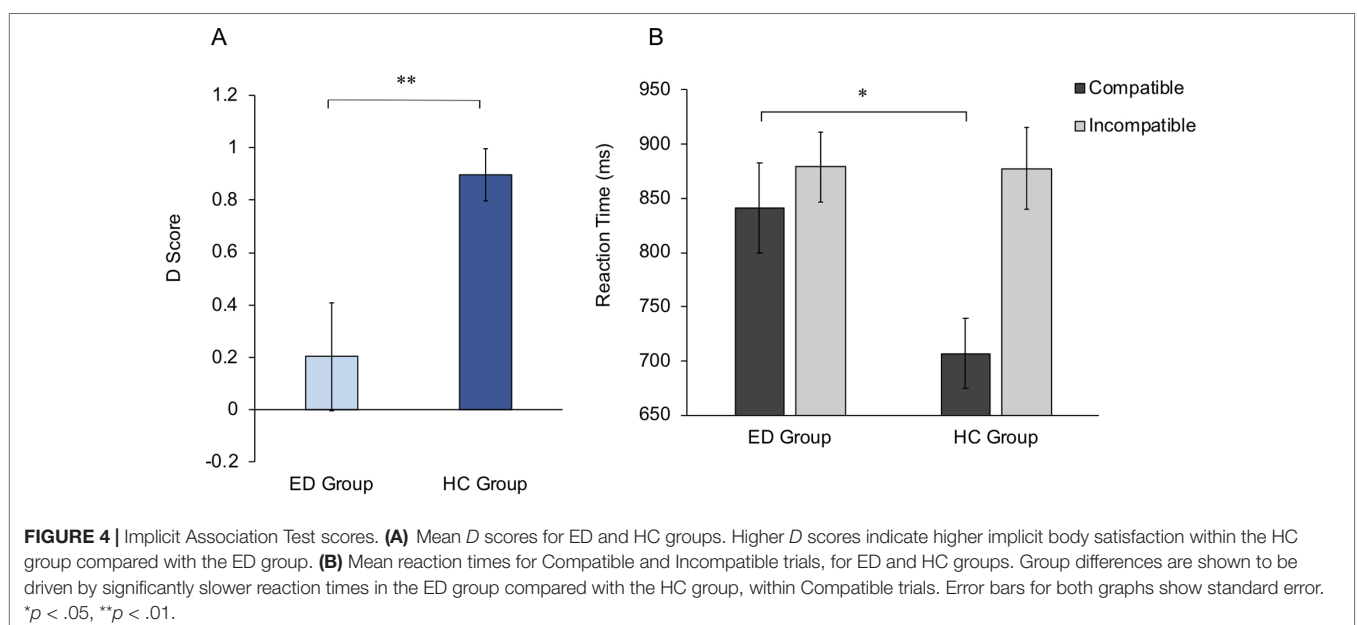 A
**
1.2
1
0.8
0.6
0.4
0.2
0
-0.2
D Score
ED Group
HC Group
B
*
950
900
850
800
750
700
650
Reaction Time (ms)
ED Group
HC Group
Compatible
Incompatible
FIGURE 4 | Implicit Association Test scores. (A) Mean D scores for ED and HC groups. Higher D scores indicate higher implicit body satisfaction within the HC
group compared with the ED group. (B) Mean reaction times for Compatible and Incompatible trials, for ED and HC groups. Group differences are shown to be
driven by significantly slower reaction times in the ED group compared with the HC group, within Compatible trials. Error bars for both graphs show standard error.
*p < .05, **p < .01.